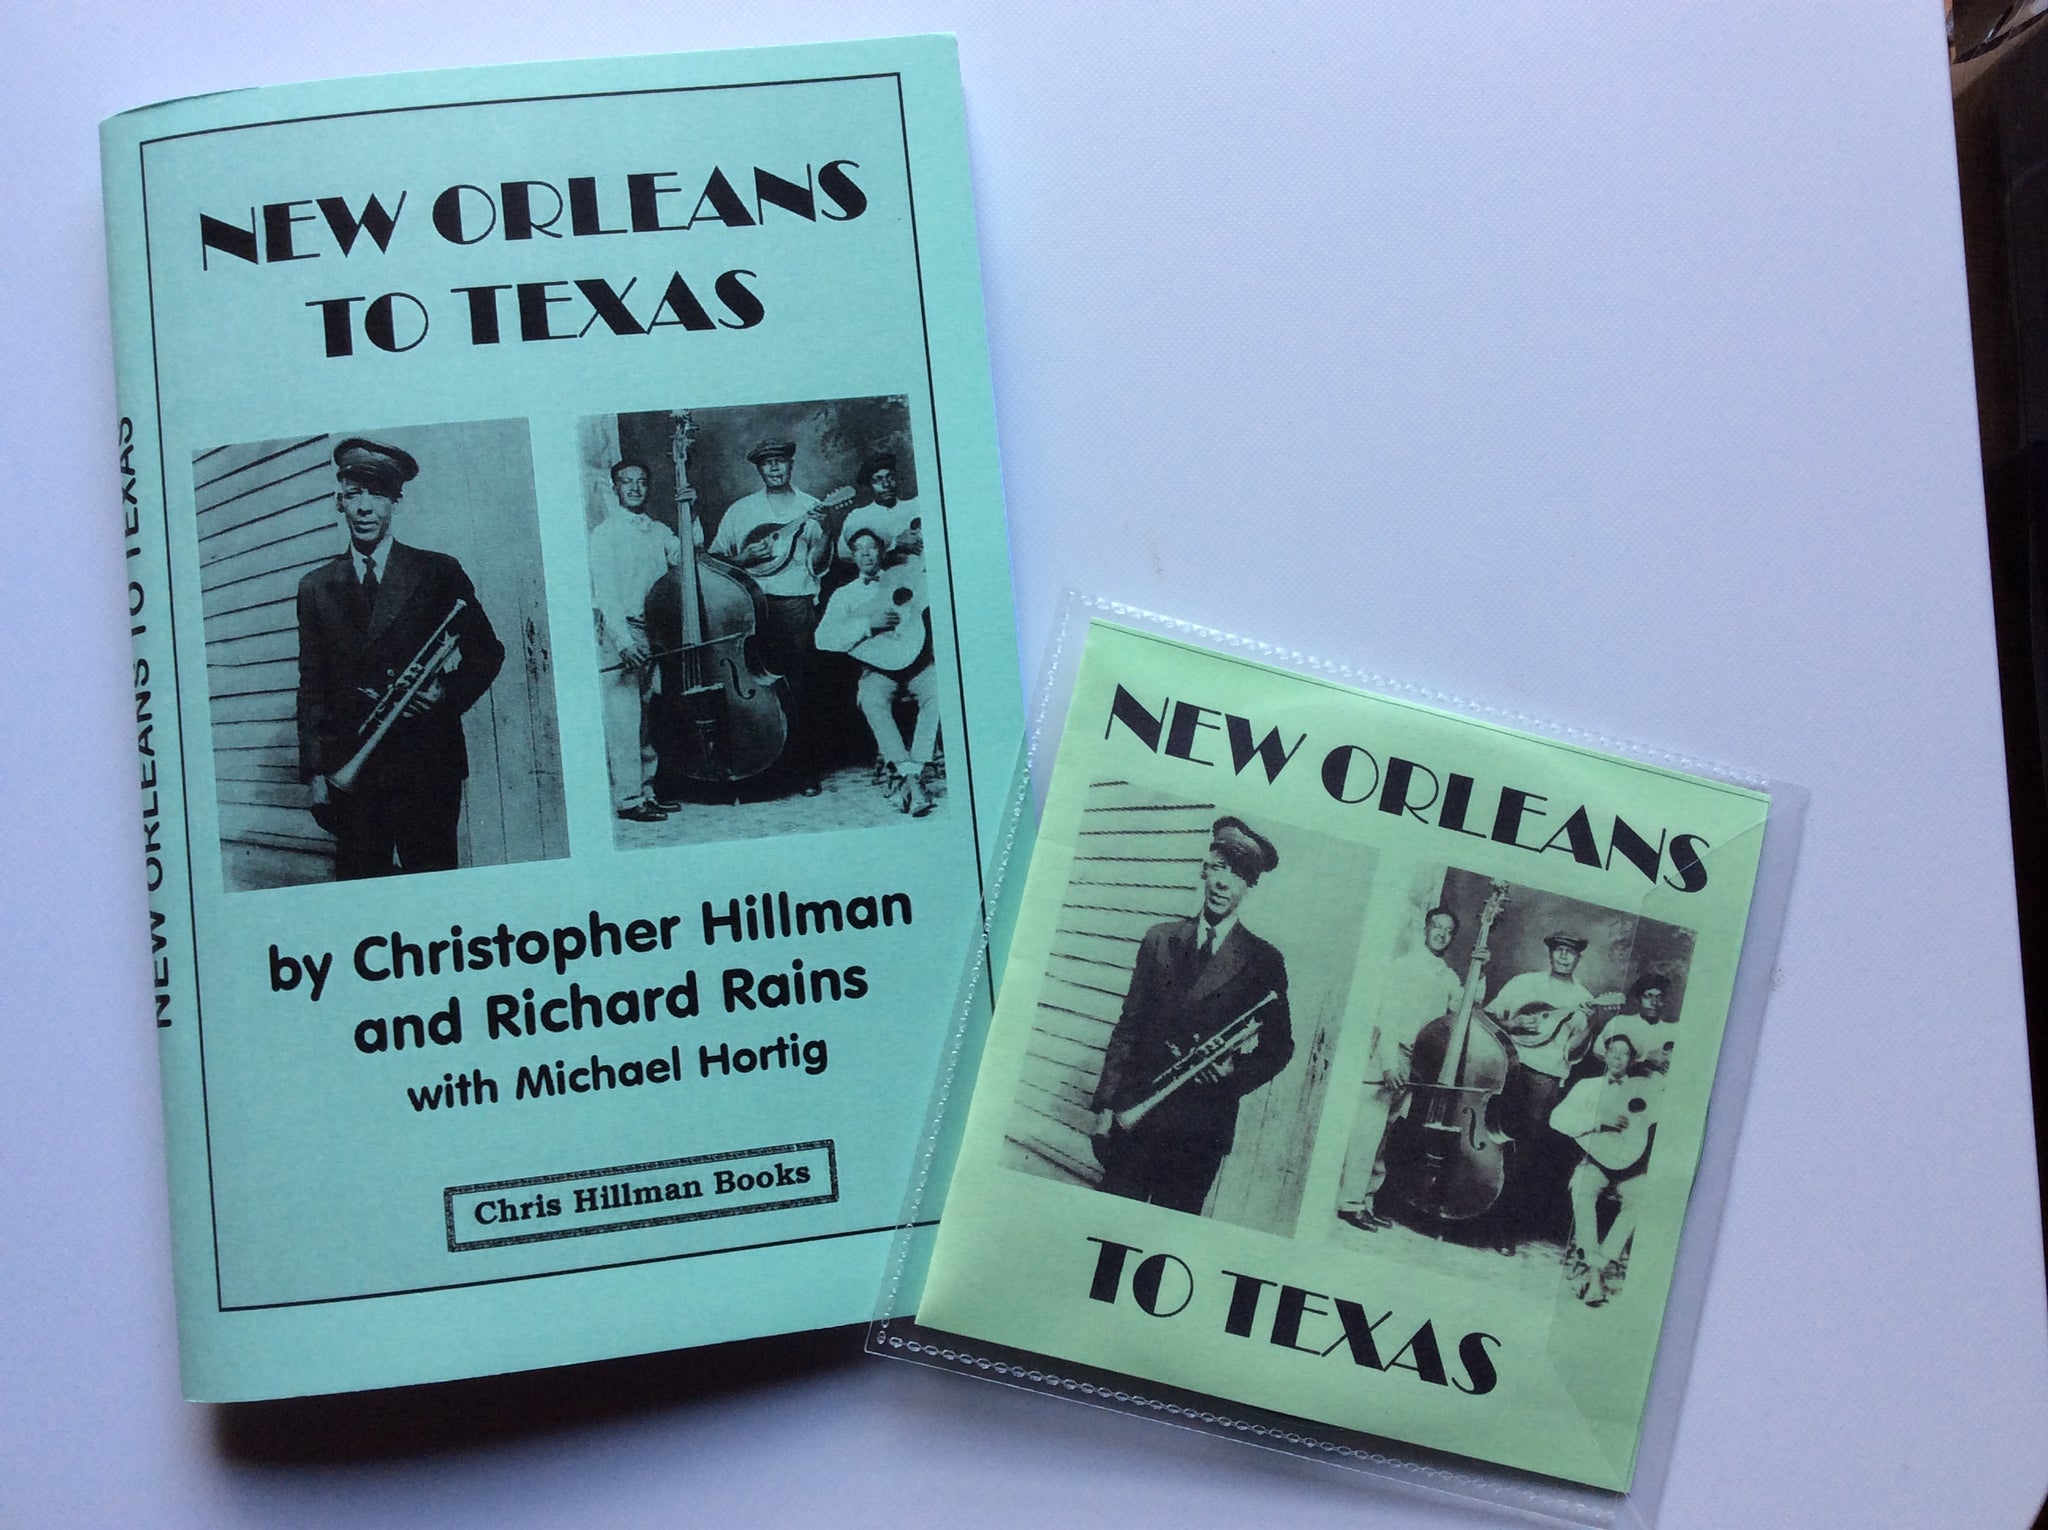 NEW ORLEANS
TO TEXAS
NEW ORLEANS TO TEXAS
by Christopher Hillman
and Richard Rains
with Michael Hortig
Chris Hillman Books
NEW ORLEANS
TO TEXAS